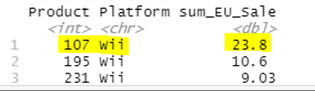 Product Platform sum_EU_Sale
<int> <chr> <dbl>
1 107 Wii 23.8
2 195 Wii 10.6
3 231 Wii 9.03